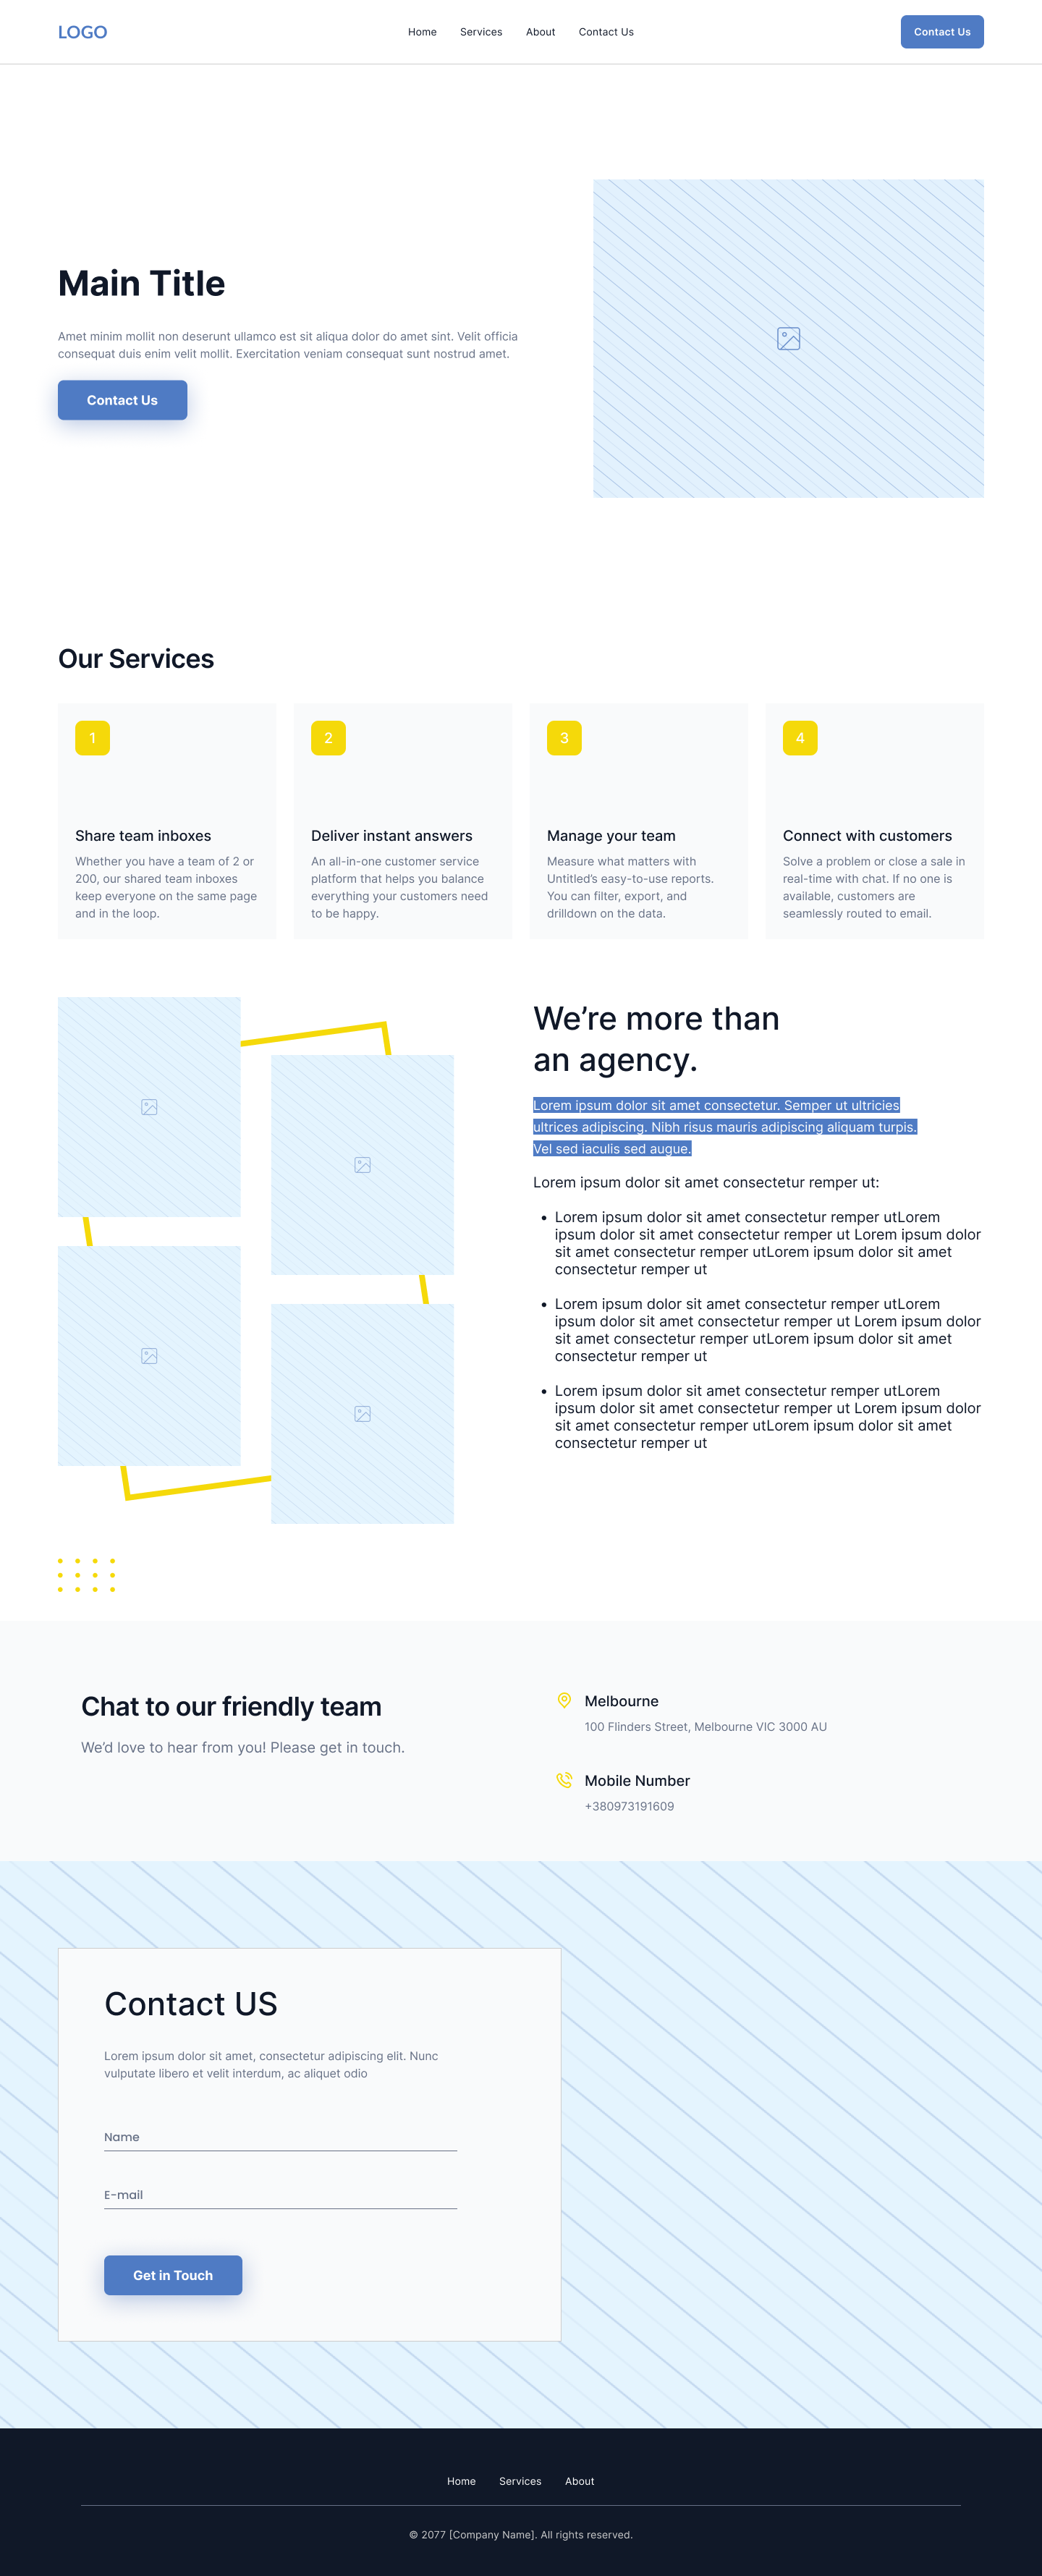 LOGO
Home Services About Contact Us
Contact Us
Main Title
Amet minim mollit non deserunt ullamco est sit aliqua dolor do amet sint. Velit officia
consequat duis enim velit mollit. Exercitation veniam consequat sunt nostrud amet.
Contact Us
Our Services
1
Share team inboxes
Whether you have a team of 2 or
200, our shared team inboxes
keep everyone on the same page
and in the loop.
2
Deliver instant answers
An all-in-one customer service
platform that helps you balance
everything your customers need
to be happy.
3
Manage your team
Measure what matters with
Untitled’s easy-to-use reports.
You can filter, export, and
drilldown on the data.
4
Connect with customers
Solve a problem or close a sale in
real-time with chat. If no one is
available, customers are
seamlessly routed to email.
We’re more than
an agency.
Lorem ipsum dolor sit amet consectetur. Semper ut ultricies
ultrices adipiscing. Nibh risus mauris adipiscing aliquam turpis.
Vel sed iaculis sed augue.
Lorem ipsum dolor sit amet consectetur remper ut:
• Lorem ipsum dolor sit amet consectetur remper utLorem
ipsum dolor sit amet consectetur remper ut Lorem ipsum dolor
sit amet consectetur remper utLorem ipsum dolor sit amet
consectetur remper ut
• Lorem ipsum dolor sit amet consectetur remper utLorem
ipsum dolor sit amet consectetur remper ut Lorem ipsum dolor
sit amet consectetur remper utLorem ipsum dolor sit amet
consectetur remper ut
• Lorem ipsum dolor sit amet consectetur remper utLorem
ipsum dolor sit amet consectetur remper ut Lorem ipsum dolor
sit amet consectetur remper utLorem ipsum dolor sit amet
consectetur remper ut
Chat to our friendly team
We’d love to hear from you! Please get in touch.
Melbourne
100 Flinders Street, Melbourne VIC 3000 AU
Mobile Number
+380973191609
Contact US
Lorem ipsum dolor sit amet, consectetur adipiscing elit. Nunc
vulputate libero et velit interdum, ac aliquet odio
Name
E-mail
Get in Touch
Home Services About
© 2077 [Company Name]. All rights reserved.